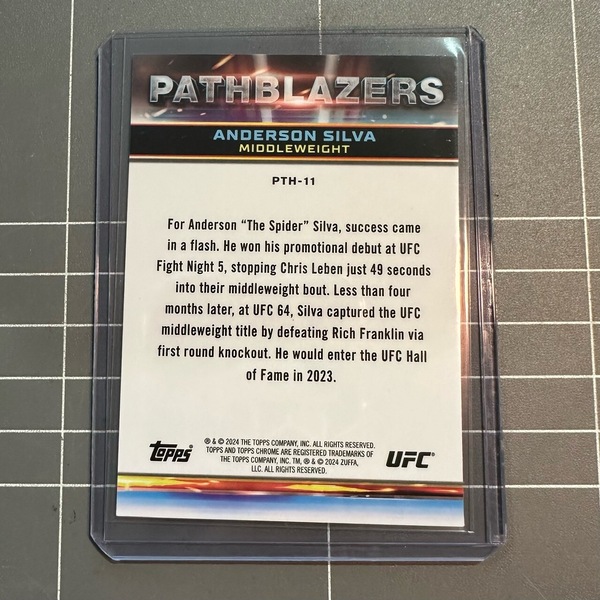 PATHBLAZERS
ANDERSON SILVA
MIDDLEWEIGHT
PTH-11
For Anderson “The Spider” Silva, success came
in a flash. He won his promotional debut at UFC
Fight Night 5, stopping Chris Leben just 49 seconds
into their middleweight bout. Less than four
months later, at UFC 64, Silva captured the UFC
middleweight title by defeating Rich Franklin via
first round knockout. He would enter the UFC Hall
of Fame in 2023.
Topps®
® & © 2024 THE TOPPS COMPANY, INC. ALL RIGHTS RESERVED.
TOPPS AND TOPPS CHROME ARE REGISTERED TRADEMARKS OF
THE TOPPS COMPANY, INC. TM, ® & © 2024 ZUFFA,
LLC. ALL RIGHTS RESERVED.
UFC®